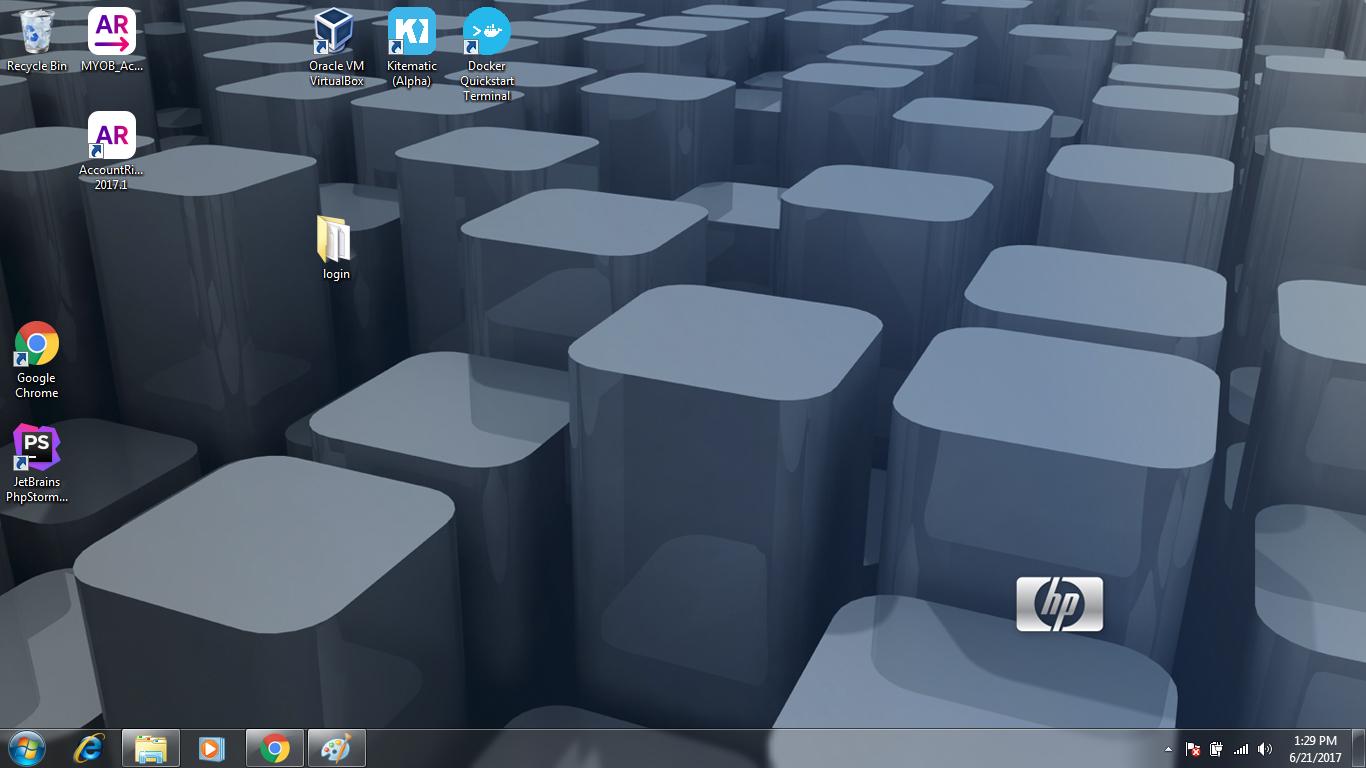 AR
Recycle Bin
MYOB_Ac...
Oracle VM
VirtualBox
Kitematic
(Alpha)
Docker
Quickstart
Terminal
AR
AccountRi...
2017.1
login
Google
Chrome
PS
JetBrains
PhpStorm...
hp
1:29 PM
6/21/2017